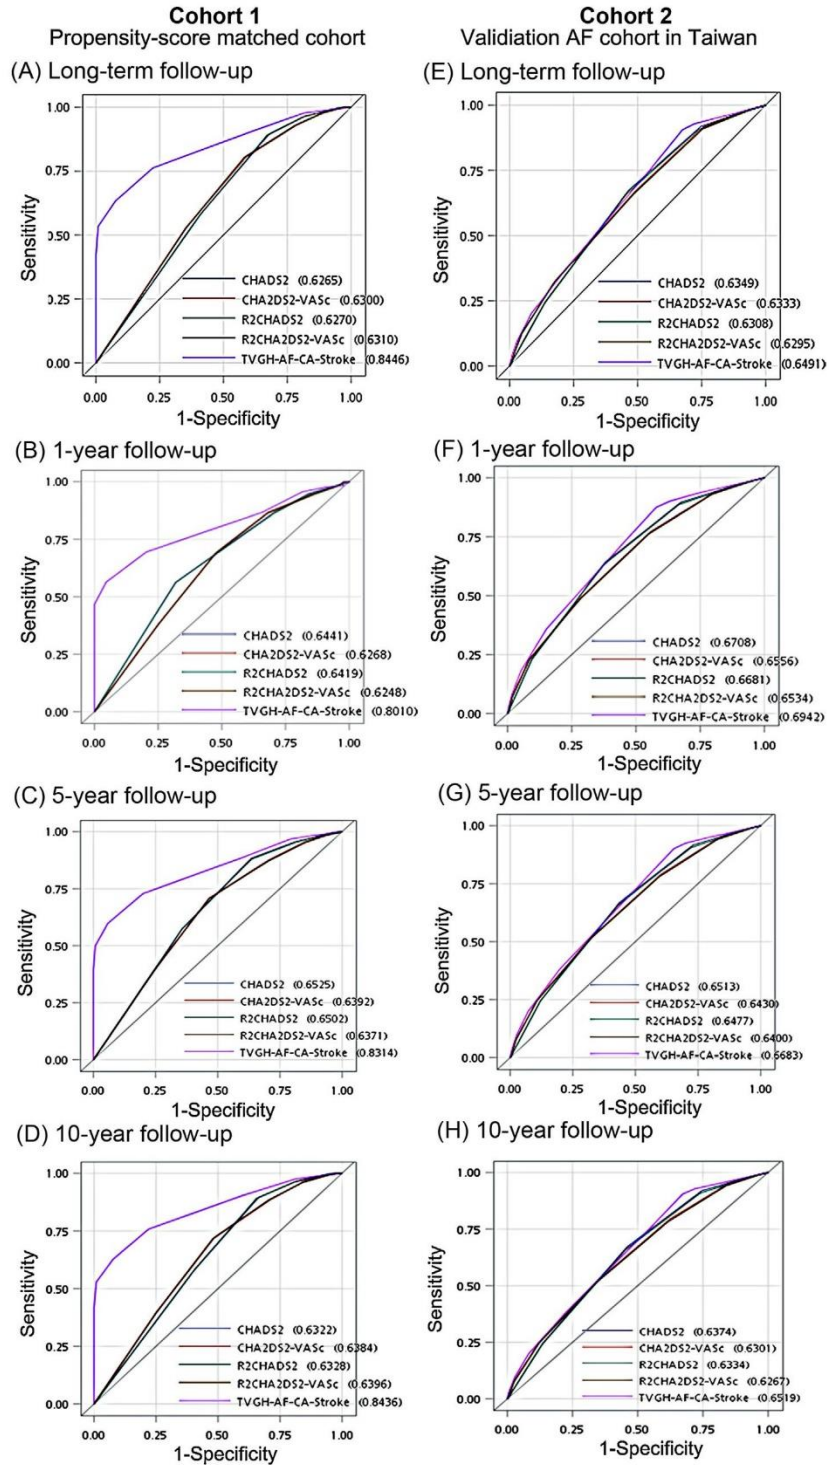 Cohort 1
Propensity-score matched cohort
(A) Long-term follow-up
1.00
0.75
0.50
0.25
0.00
Sensitivity
CHADS2 (0.6265)
CHA2DS2-VASc (0.6300)
R2CHADS2 (0.6270)
R2CHA2DS2-VASc (0.6310)
TVGH-AF-CA-Stroke (0.8446)
0.00 0.25 0.50 0.75 1.00
1-Specificity
(B) 1-year follow-up
1.00
0.75
0.50
0.25
0.00
Sensitivity
CHADS2 (0.6441)
CHA2DS2-VASc (0.6268)
R2CHADS2 (0.6419)
R2CHA2DS2-VASc (0.6248)
TVGH-AF-CA-Stroke (0.8010)
0.00 0.25 0.50 0.75 1.00
1-Specificity
(C) 5-year follow-up
1.00
0.75
0.50
0.25
0.00
Sensitivity
CHADS2 (0.6525)
CHA2DS2-VASc (0.6392)
R2CHADS2 (0.6502)
R2CHA2DS2-VASc (0.6371)
TVGH-AF-CA-Stroke (0.8314)
0.00 0.25 0.50 0.75 1.00
1-Specificity
(D) 10-year follow-up
1.00
0.75
0.50
0.25
0.00
Sensitivity
CHADS2 (0.6322)
CHA2DS2-VASc (0.6384)
R2CHADS2 (0.6328)
R2CHA2DS2-VASc (0.6396)
TVGH-AF-CA-Stroke (0.8436)
0.00 0.25 0.50 0.75 1.00
1-Specificity
Cohort 2
Validiation AF cohort in Taiwan
(E) Long-term follow-up
1.00
0.75
0.50
0.25
0.00
Sensitivity
CHADS2 (0.6349)
CHA2DS2-VASc (0.6333)
R2CHADS2 (0.6308)
R2CHA2DS2-VASc (0.6295)
TVGH-AF-CA-Stroke (0.6491)
0.00 0.25 0.50 0.75 1.00
1-Specificity
(F) 1-year follow-up
1.00
0.75
0.50
0.25
0.00
Sensitivity
CHADS2 (0.6708)
CHA2DS2-VASc (0.6556)
R2CHADS2 (0.6681)
R2CHA2DS2-VASc (0.6534)
TVGH-AF-CA-Stroke (0.6942)
0.00 0.25 0.50 0.75 1.00
1-Specificity
(G) 5-year follow-up
1.00
0.75
0.50
0.25
0.00
Sensitivity
CHADS2 (0.6513)
CHA2DS2-VASc (0.6430)
R2CHADS2 (0.6477)
R2CHA2DS2-VASc (0.6400)
TVGH-AF-CA-Stroke (0.6683)
0.00 0.25 0.50 0.75 1.00
1-Specificity
(H) 10-year follow-up
1.00
0.75
0.50
0.25
0.00
Sensitivity
CHADS2 (0.6374)
CHA2DS2-VASc (0.6301)
R2CHADS2 (0.6334)
R2CHA2DS2-VASc (0.6267)
TVGH-AF-CA-Stroke (0.6519)
0.00 0.25 0.50 0.75 1.00
1-Specificity